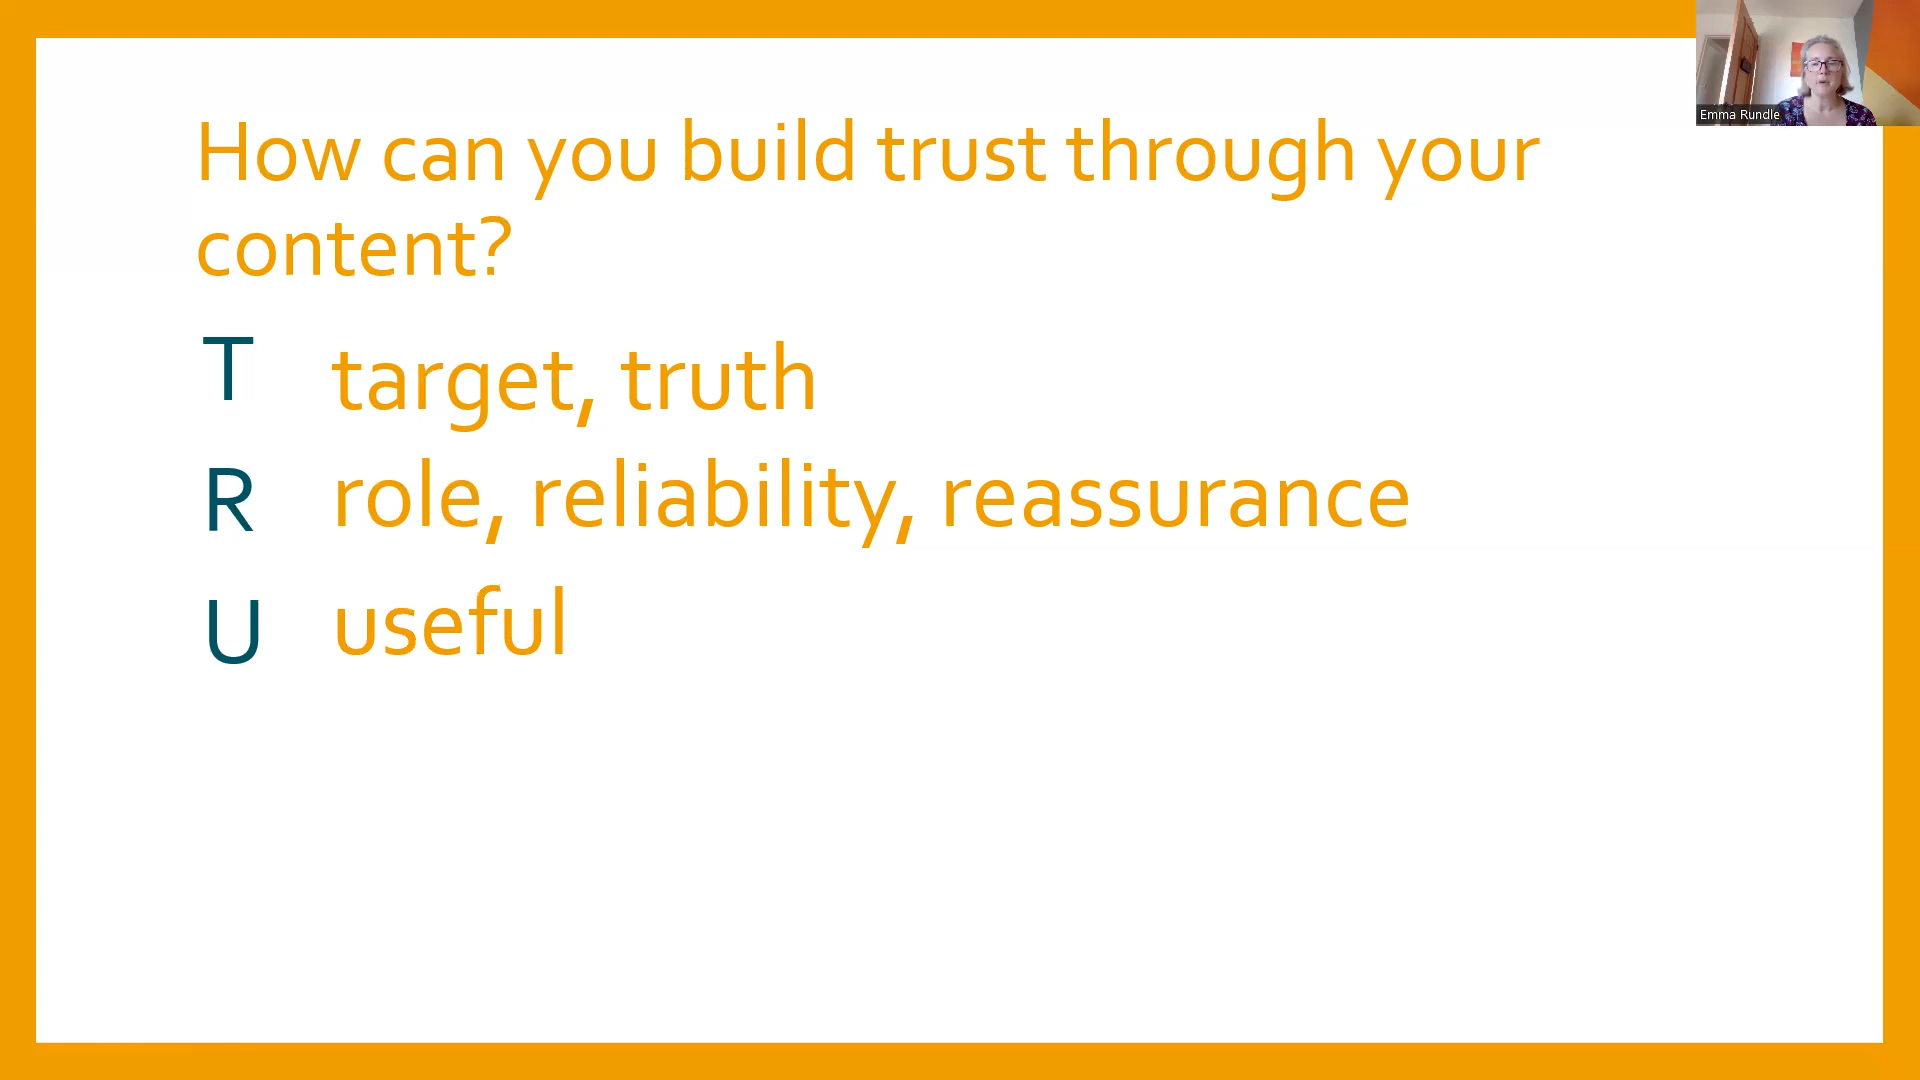 How can you build trust through your
content?
T target, truth
R role, reliability, reassurance
U useful
Emma Rundle